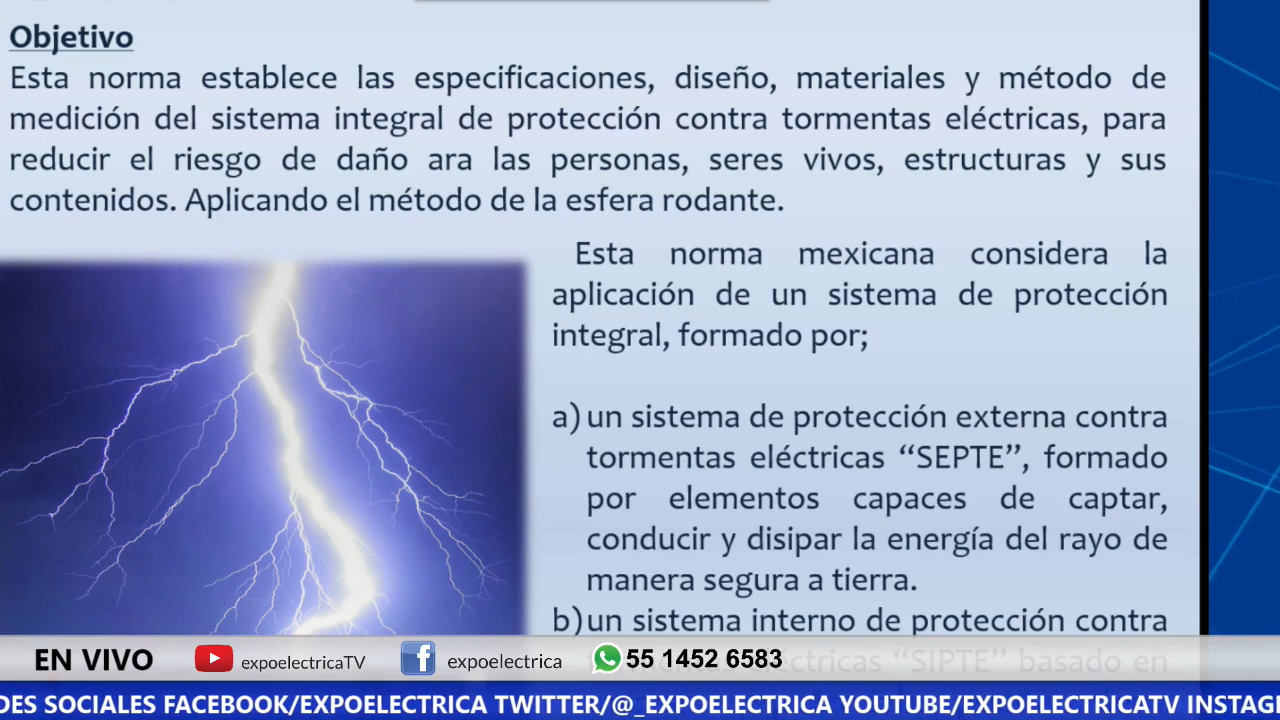 Objetivo
Esta norma establece las especificaciones, diseño, materiales y método de
medición del sistema integral de protección contra tormentas eléctricas, para
reducir el riesgo de daño ara las personas, seres vivos, estructuras y sus
contenidos. Aplicando el método de la esfera rodante.
Esta norma mexicana considera la
aplicación de un sistema de protección
integral, formado por;
a) un sistema de protección externa contra
tormentas eléctricas “SEPTE”, formado
por elementos capaces de captar,
conducir y disipar la energía del rayo de
manera segura a tierra.
b) un sistema interno de protección contra
eléctricas “SIPTE” basado en
EN VIVO expoelectricaTV expoelectrica 55 1452 6583
DES SOCIALES FACEBOOK/EXPOELECTRICA TWITTER/@_EXPOELECTRICA YOUTUBE/EXPOELECTRICATV INSTAG